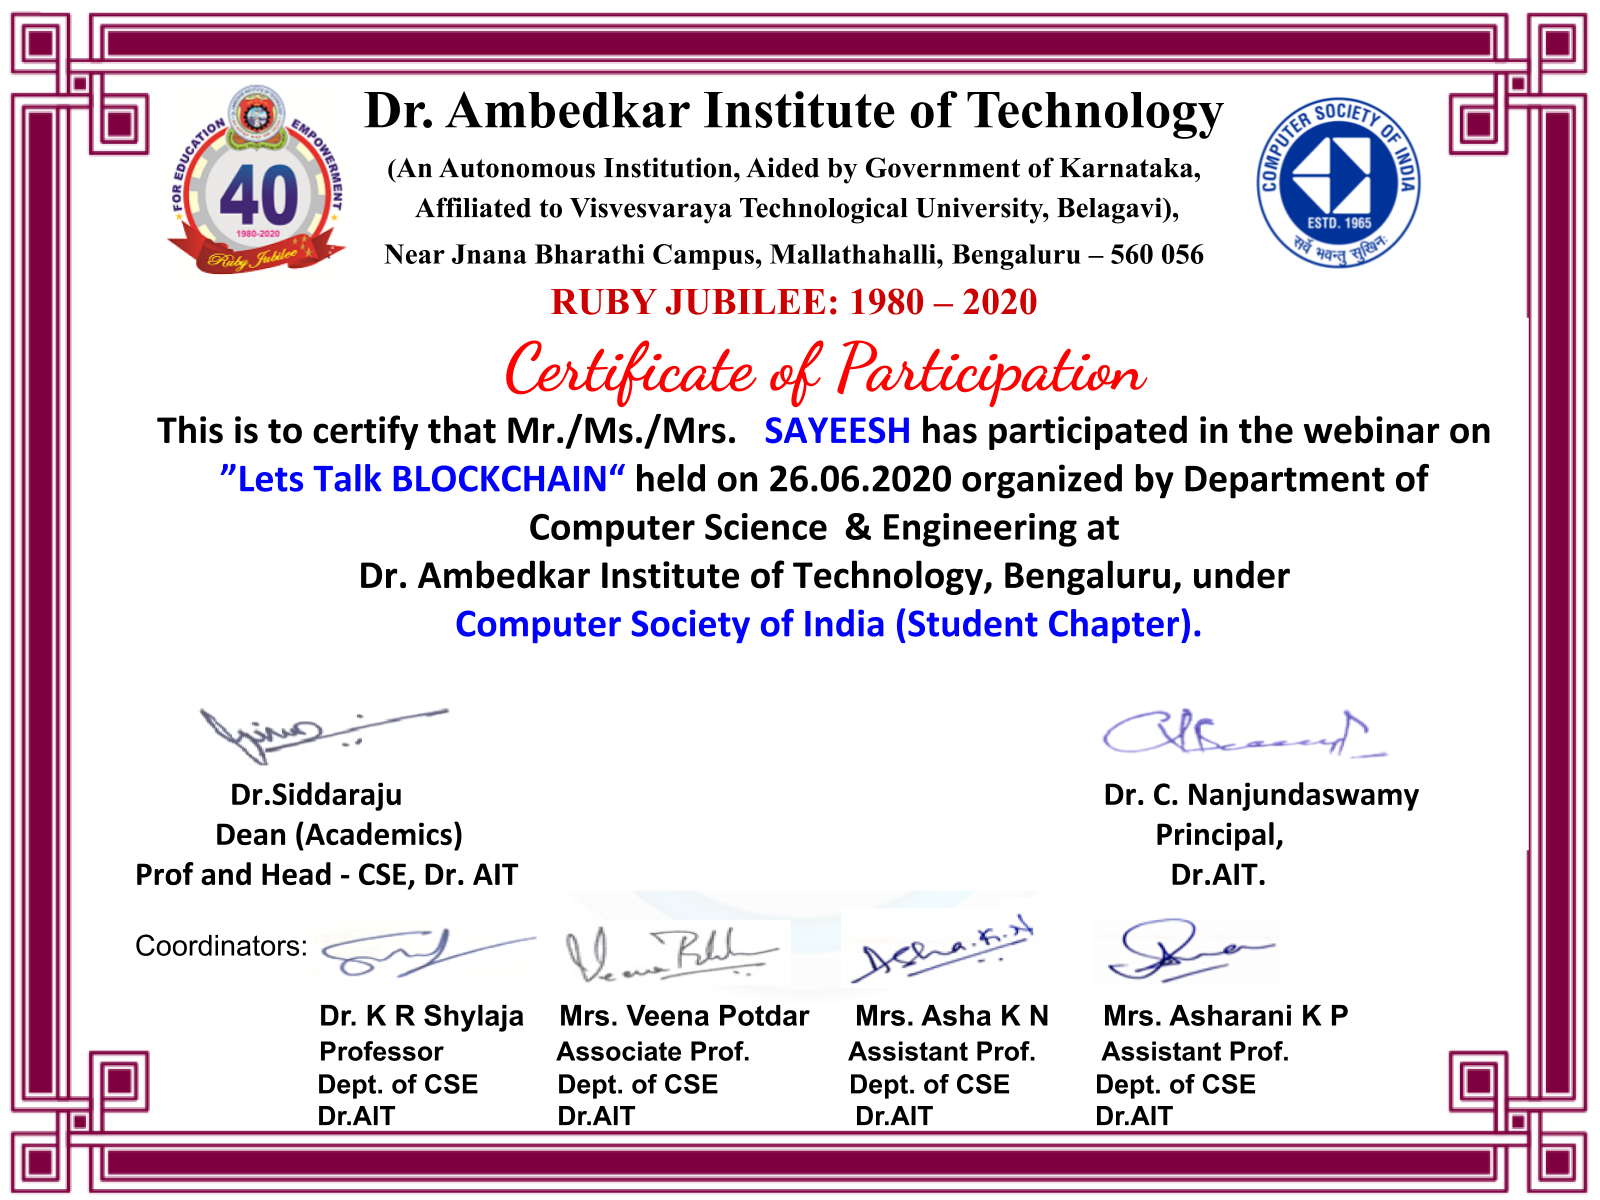 Dr. Ambedkar Institute of Technology
(An Autonomous Institution, Aided by Government of Karnataka,
Affiliated to Visvesvaraya Technological University, Belagavi),
Near Jnana Bharathi Campus, Mallathahalli, Bengaluru – 560 056
RUBY JUBILEE: 1980 – 2020
FOR EDUCATION EMPOWERMENT
40
1980-2020
Ruby Jubilee
COMPUTER SOCIETY OF INDIA
ESTD. 1965
सर्वे भवन्तु सुखिनः
Certificate of Participation
This is to certify that Mr./Ms./Mrs. SAYEESH has participated in the webinar on
”Lets Talk BLOCKCHAIN“ held on 26.06.2020 organized by Department of
Computer Science & Engineering at
Dr. Ambedkar Institute of Technology, Bengaluru, under
Computer Society of India (Student Chapter).
Dr.Siddaraju
Dean (Academics)
Prof and Head - CSE, Dr. AIT
Dr. C. Nanjundaswamy
Principal,
Dr.AIT.
Coordinators:
Veena Asha.K.N
Dr. K R Shylaja Mrs. Veena Potdar Mrs. Asha K N Mrs. Asharani K P
Professor Associate Prof. Assistant Prof. Assistant Prof.
Dept. of CSE Dept. of CSE Dept. of CSE Dept. of CSE
Dr.AIT Dr.AIT Dr.AIT Dr.AIT